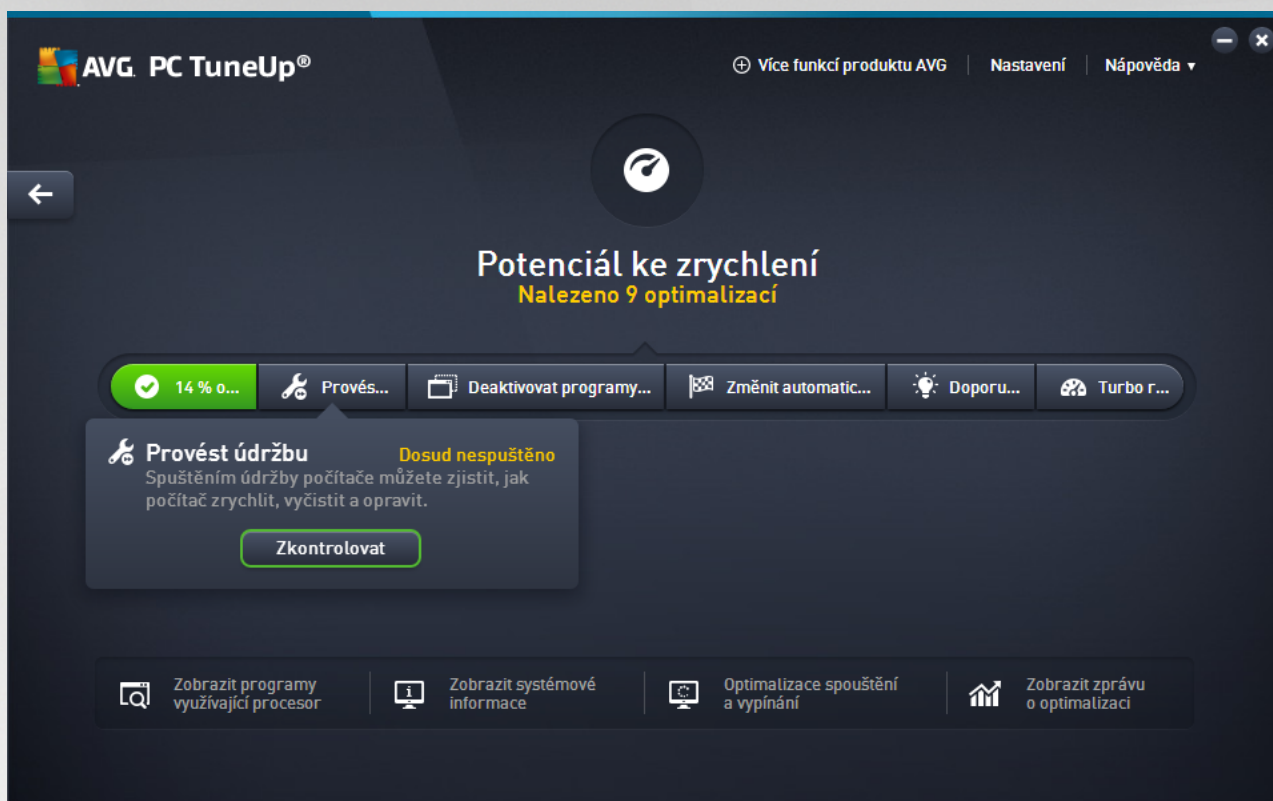 AVG. PC TuneUp®
Více funkcí produktu AVG
Nastavení
Nápověda
Potenciál ke zrychlení
Nalezeno 9 optimalizací
14 % o...
Provés...
Deaktivovat programy...
Změnit automatic...
Doporu...
Turbo r...
Provést údržbu
Dosud nespuštěno
Spuštěním údržby počítače můžete zjistit, jak
počítač zrychlit, vyčistit a opravit.
Zkontrolovat
Zobrazit programy
využívající procesor
Zobrazit systémové
informace
Optimalizace spouštění
a vypínání
Zobrazit zprávu
o optimalizaci